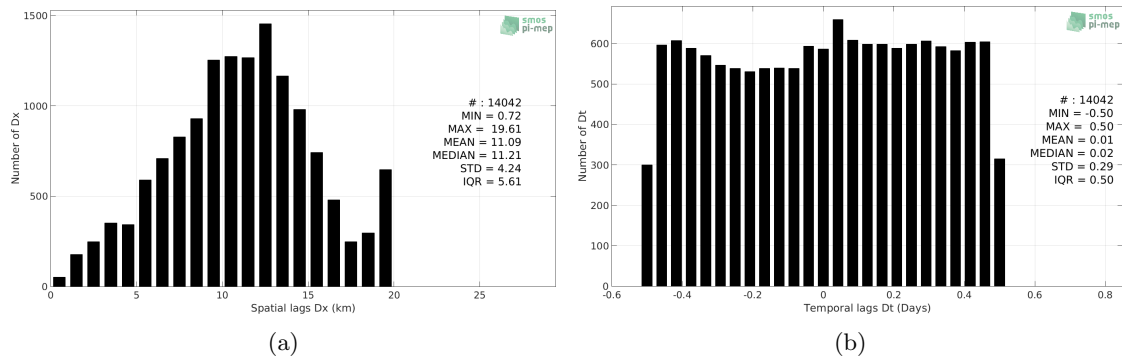 1500
1000
500
0
0
5
10
15
20
25
Number of Dx
Spatial lags Dx (km)
smos
pi-mep
# : 14042
MIN = 0.72
MAX = 19.61
MEAN = 11.09
MEDIAN = 11.21
STD = 4.24
IQR = 5.61
(a)
600
500
400
300
200
100
0
-0.6
-0.4
-0.2
0
0.2
0.4
0.6
0.8
Number of Dt
Temporal lags Dt (Days)
smos
pi-mep
# : 14042
MIN = -0.50
MAX = 0.50
MEAN = 0.01
MEDIAN = 0.02
STD = 0.29
IQR = 0.50
(b)